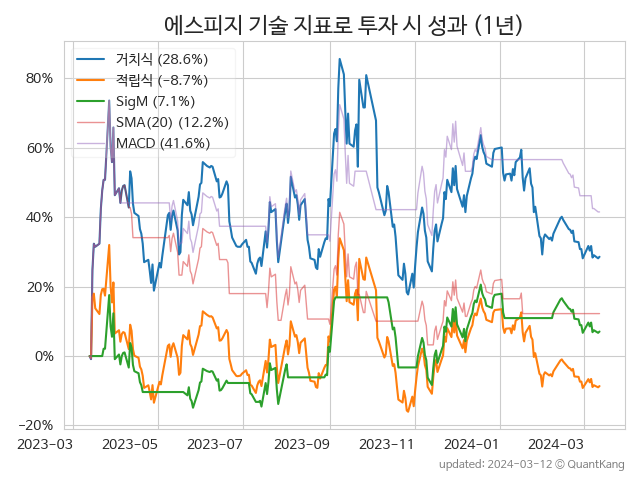 에스피지 기술 지표로 투자 시 성과 (1년)
거치식 (28.6%)
적립식 (-8.7%)
SigM (7.1%)
SMA(20) (12.2%)
MACD (41.6%)
80%
60%
40%
20%
0%
−20%
2023-03 2023-05 2023-07 2023-09 2023-11 2024-01 2024-03
updated: 2024-03-12 © QuantKang